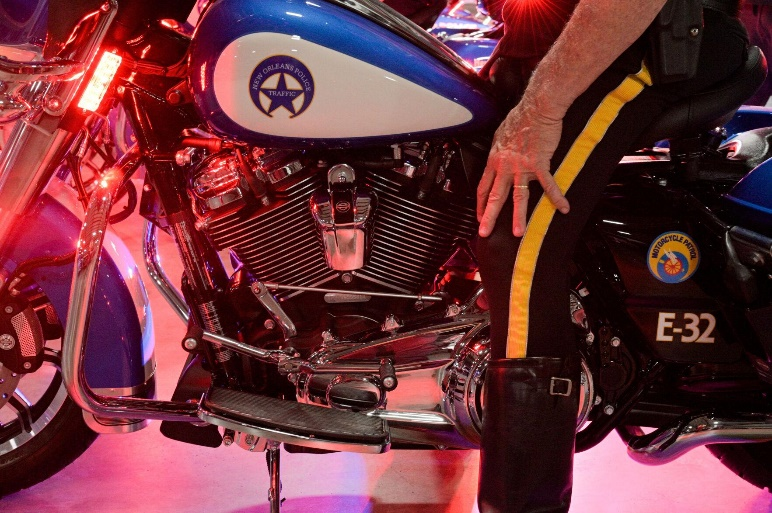 NEW ORLEANS POLICE
TRAFFIC
MOTORCYCLE PATROL
E-32